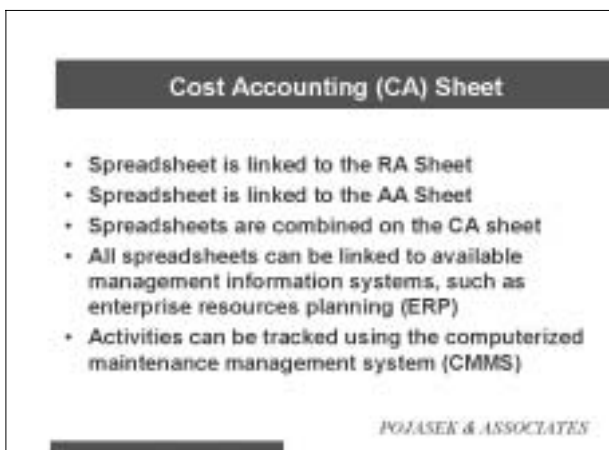 Cost Accounting (CA) Sheet
• Spreadsheet is linked to the RA Sheet
• Spreadsheet is linked to the AA Sheet
• Spreadsheets are combined on the CA sheet
• All spreadsheets can be linked to available
management information systems, such as
enterprise resources planning (ERP)
• Activities can be tracked using the computerized
maintenance management system (CMMS)
POJASEK & ASSOCIATES